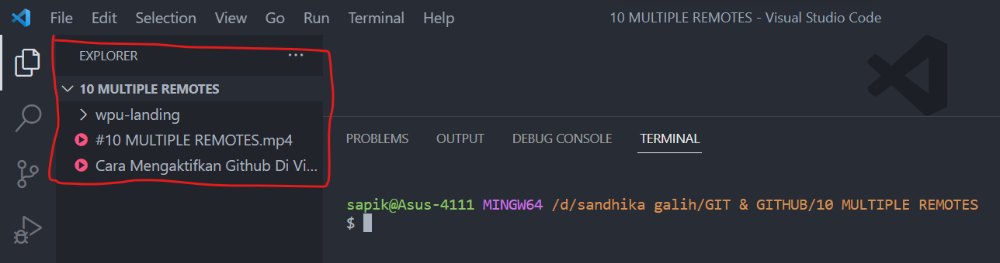 File Edit Selection View Go Run Terminal Help 10 MULTIPLE REMOTES - Visual Studio Code
EXPLORER ...
10 MULTIPLE REMOTES
wpu-landing
#10 MULTIPLE REMOTES.mp4
Cara Mengaktifkan Github Di Vi...
PROBLEMS OUTPUT DEBUG CONSOLE TERMINAL
sapik@Asus-4111 MINGW64 /d/sandhika galih/GIT & GITHUB/10 MULTIPLE REMOTES
$